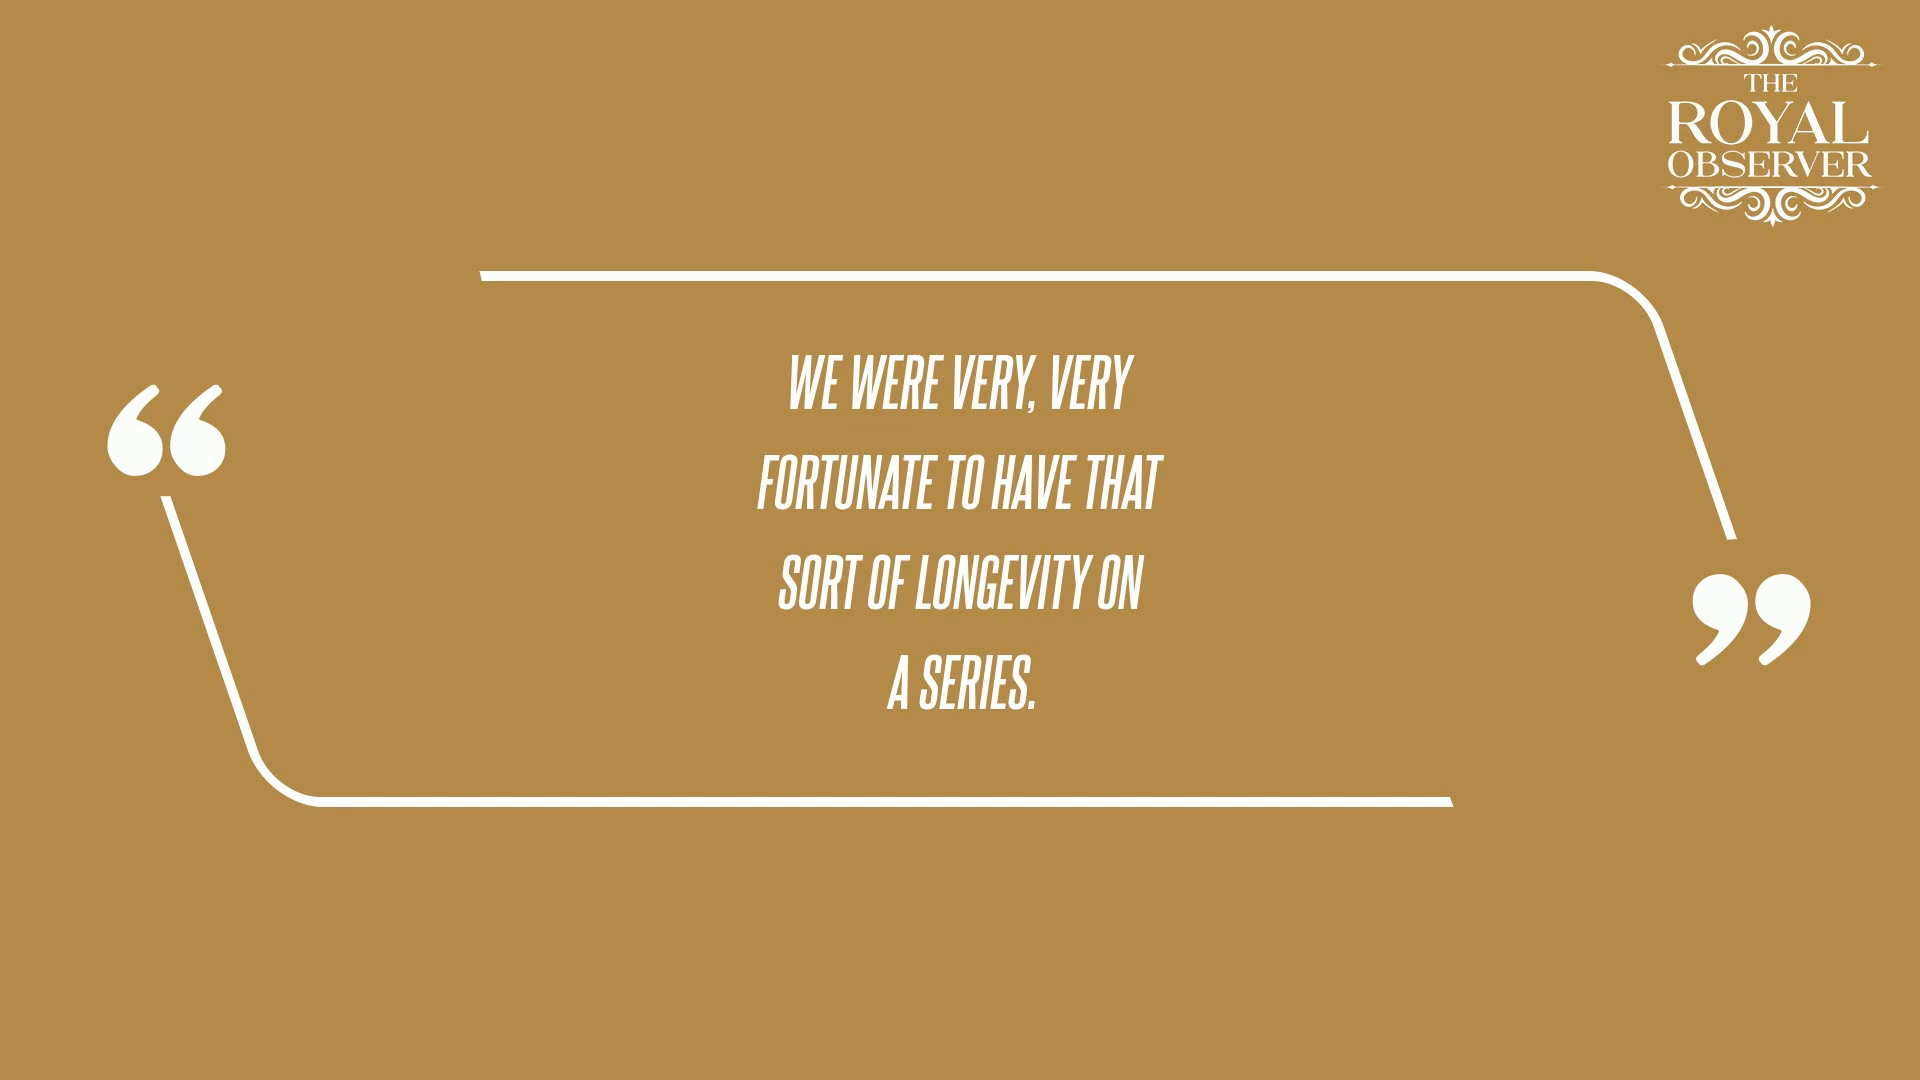 THE
ROYAL
OBSERVER
WE WERE VERY, VERY
FORTUNATE TO HAVE THAT
SORT OF LONGEVITY ON
A SERIES.